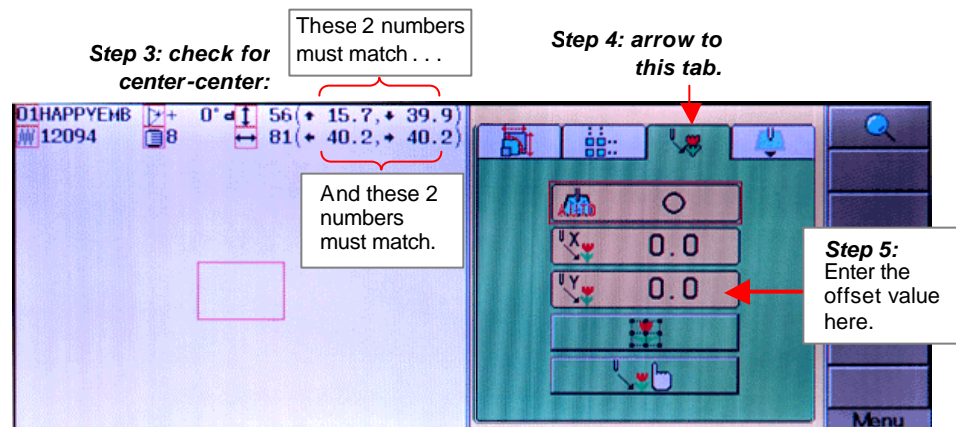 These 2 numbers
must match . . .
Step 3: check for
center-center:
Step 4: arrow to
this tab.
01HAPPYEMB + 0° d 56(↑ 15.7,↓ 39.9)
12094 8 ↔ 81(← 40.2,→ 40.2)
And these 2
numbers
must match.
AUTO
X 0.0
Y 0.0
Step 5:
Enter the
offset value
here.
Menu